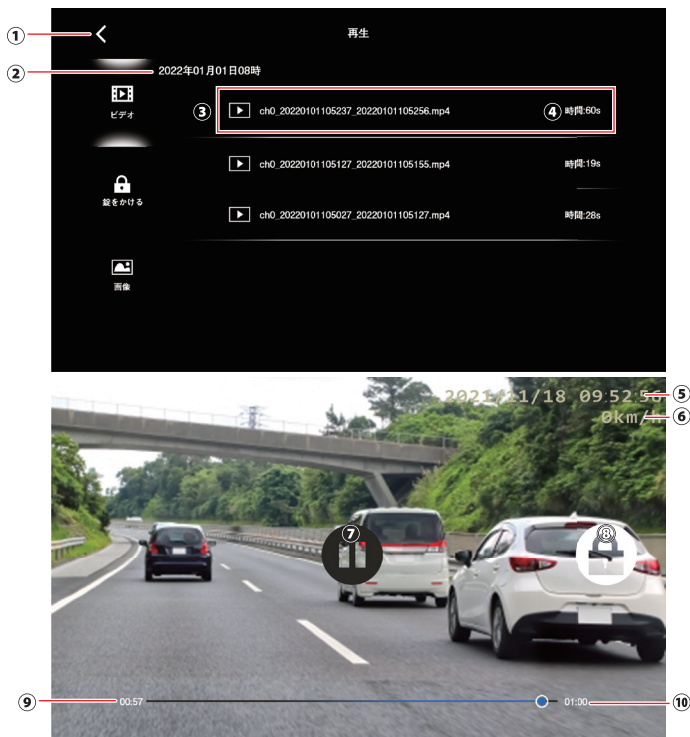 ① 再生
② 2022年01月01日08時
ビデオ
③ ch0_20220101105237_20220101105256.mp4 ④ 時間:60s
ch0_20220101105127_20220101105155.mp4 時間:19s
錠をかける
ch0_20220101105027_20220101105127.mp4 時間:28s
画像
2021/11/18 09:52:56 ⑤
0km/h ⑥
⑦ ⑧
⑨ 00:57 01:00 ⑩